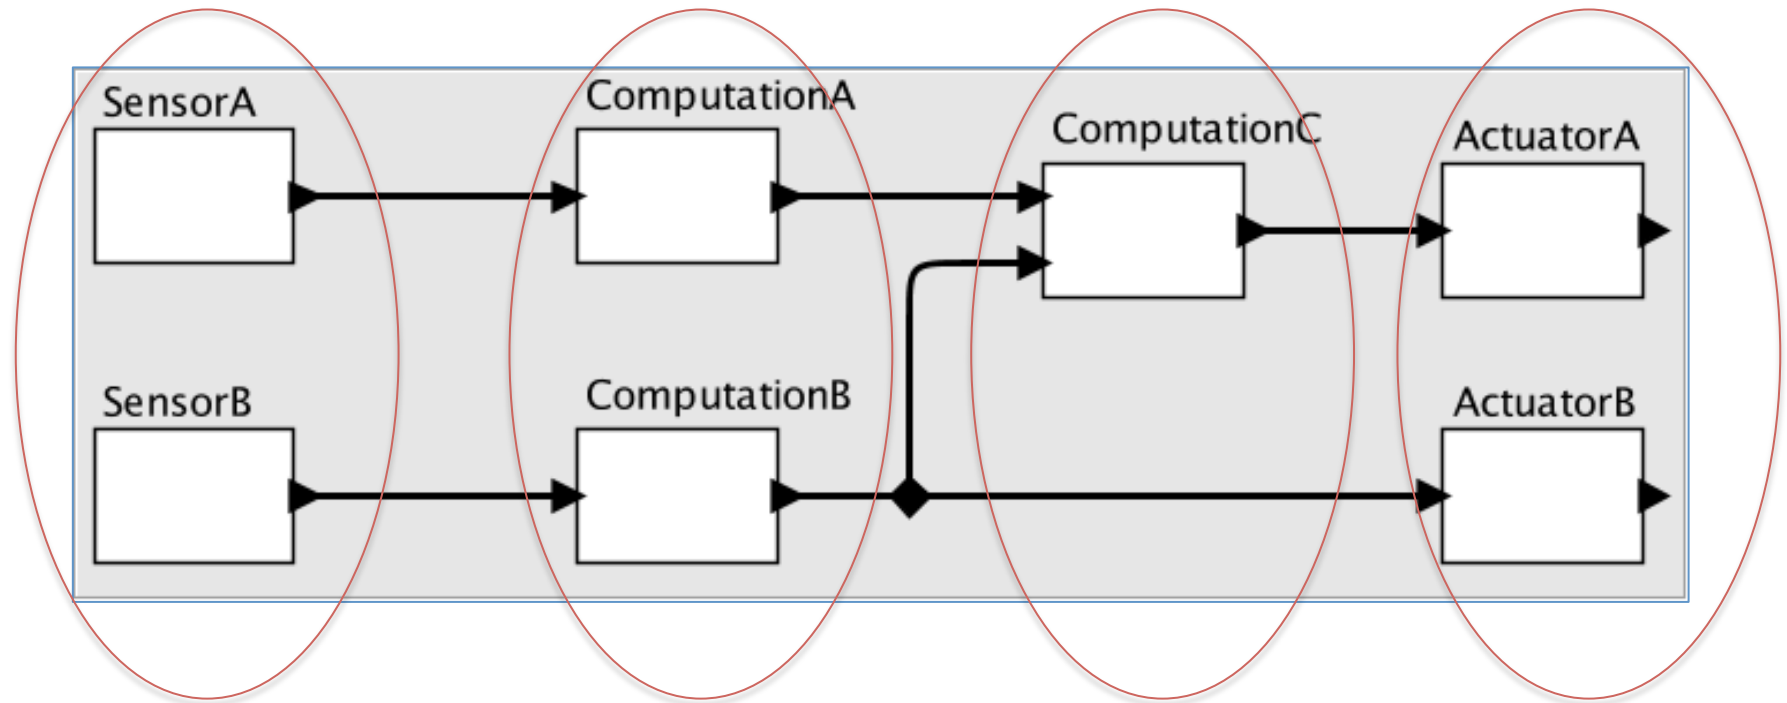 SensorA
ComputationA
ComputationC
ActuatorA
SensorB
ComputationB
ActuatorB